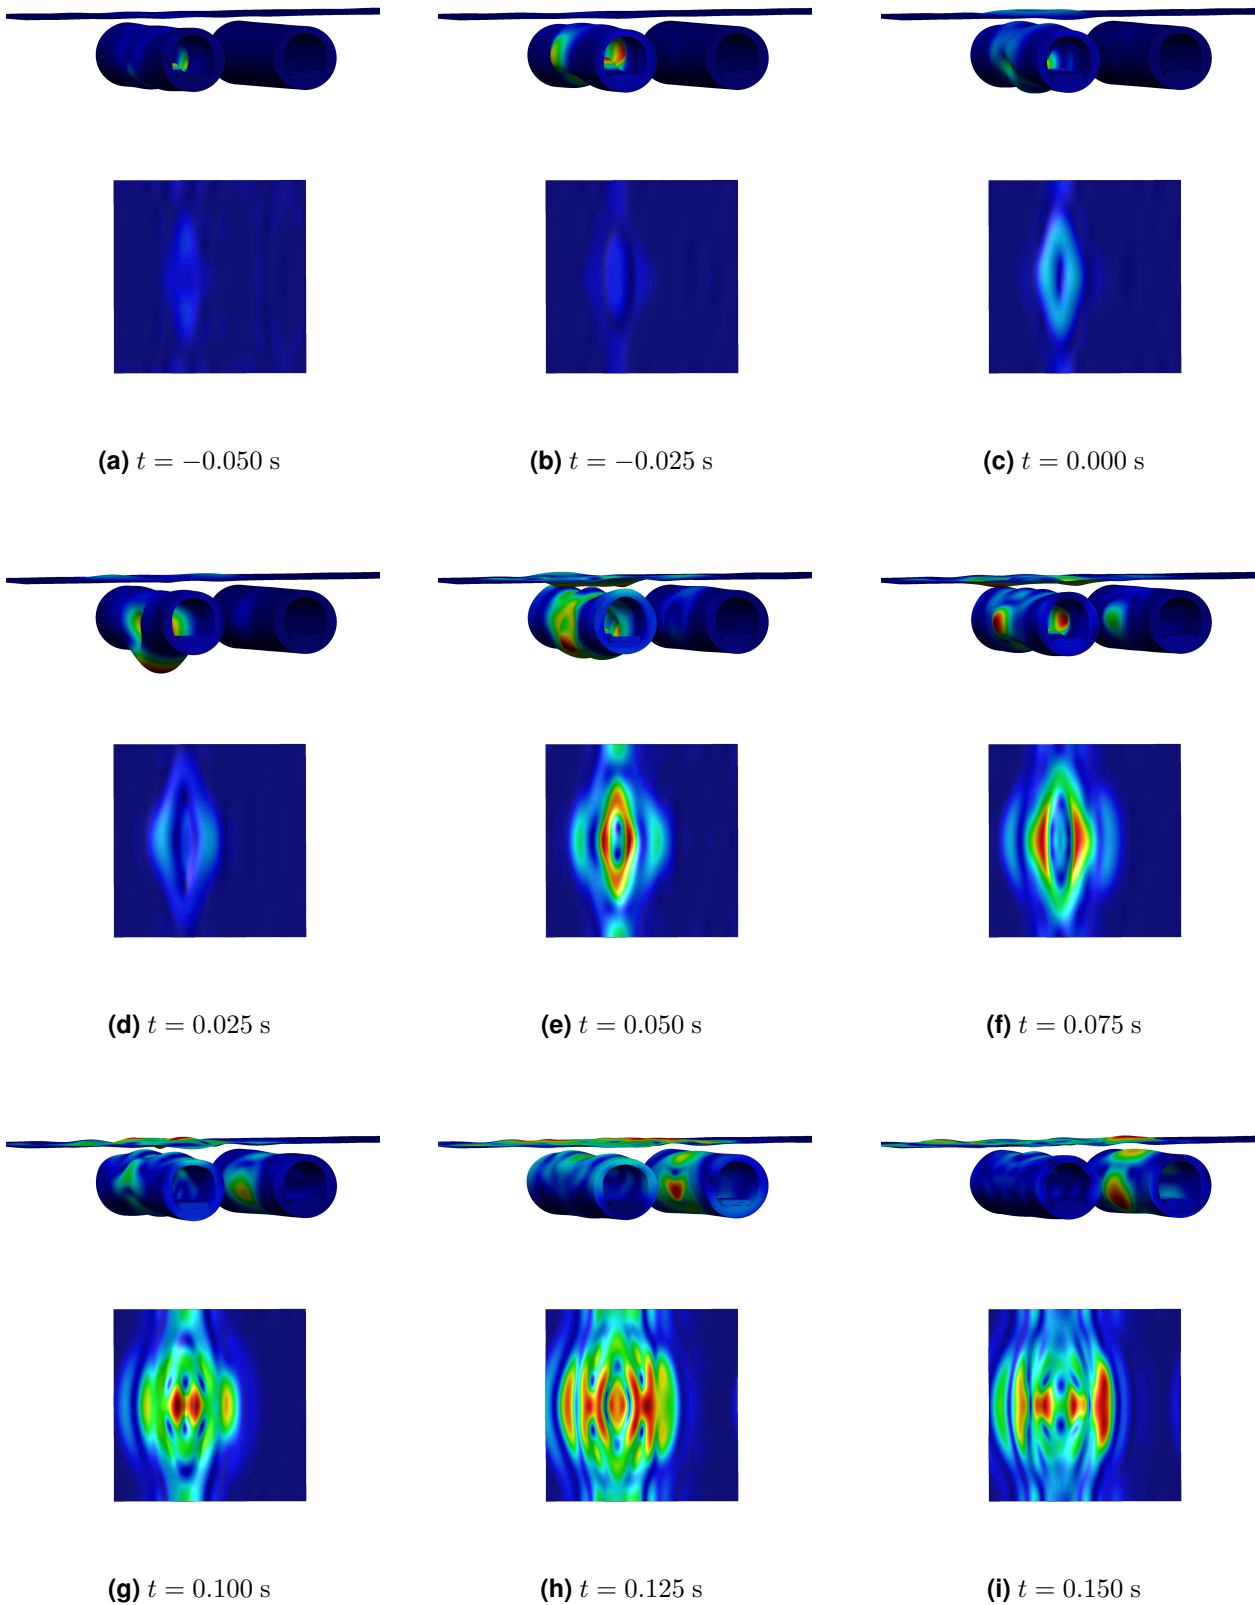 (a) t = −0.050 s
(b) t = −0.025 s
(c) t = 0.000 s
(d) t = 0.025 s
(e) t = 0.050 s
(f) t = 0.075 s
(g) t = 0.100 s
(h) t = 0.125 s
(i) t = 0.150 s